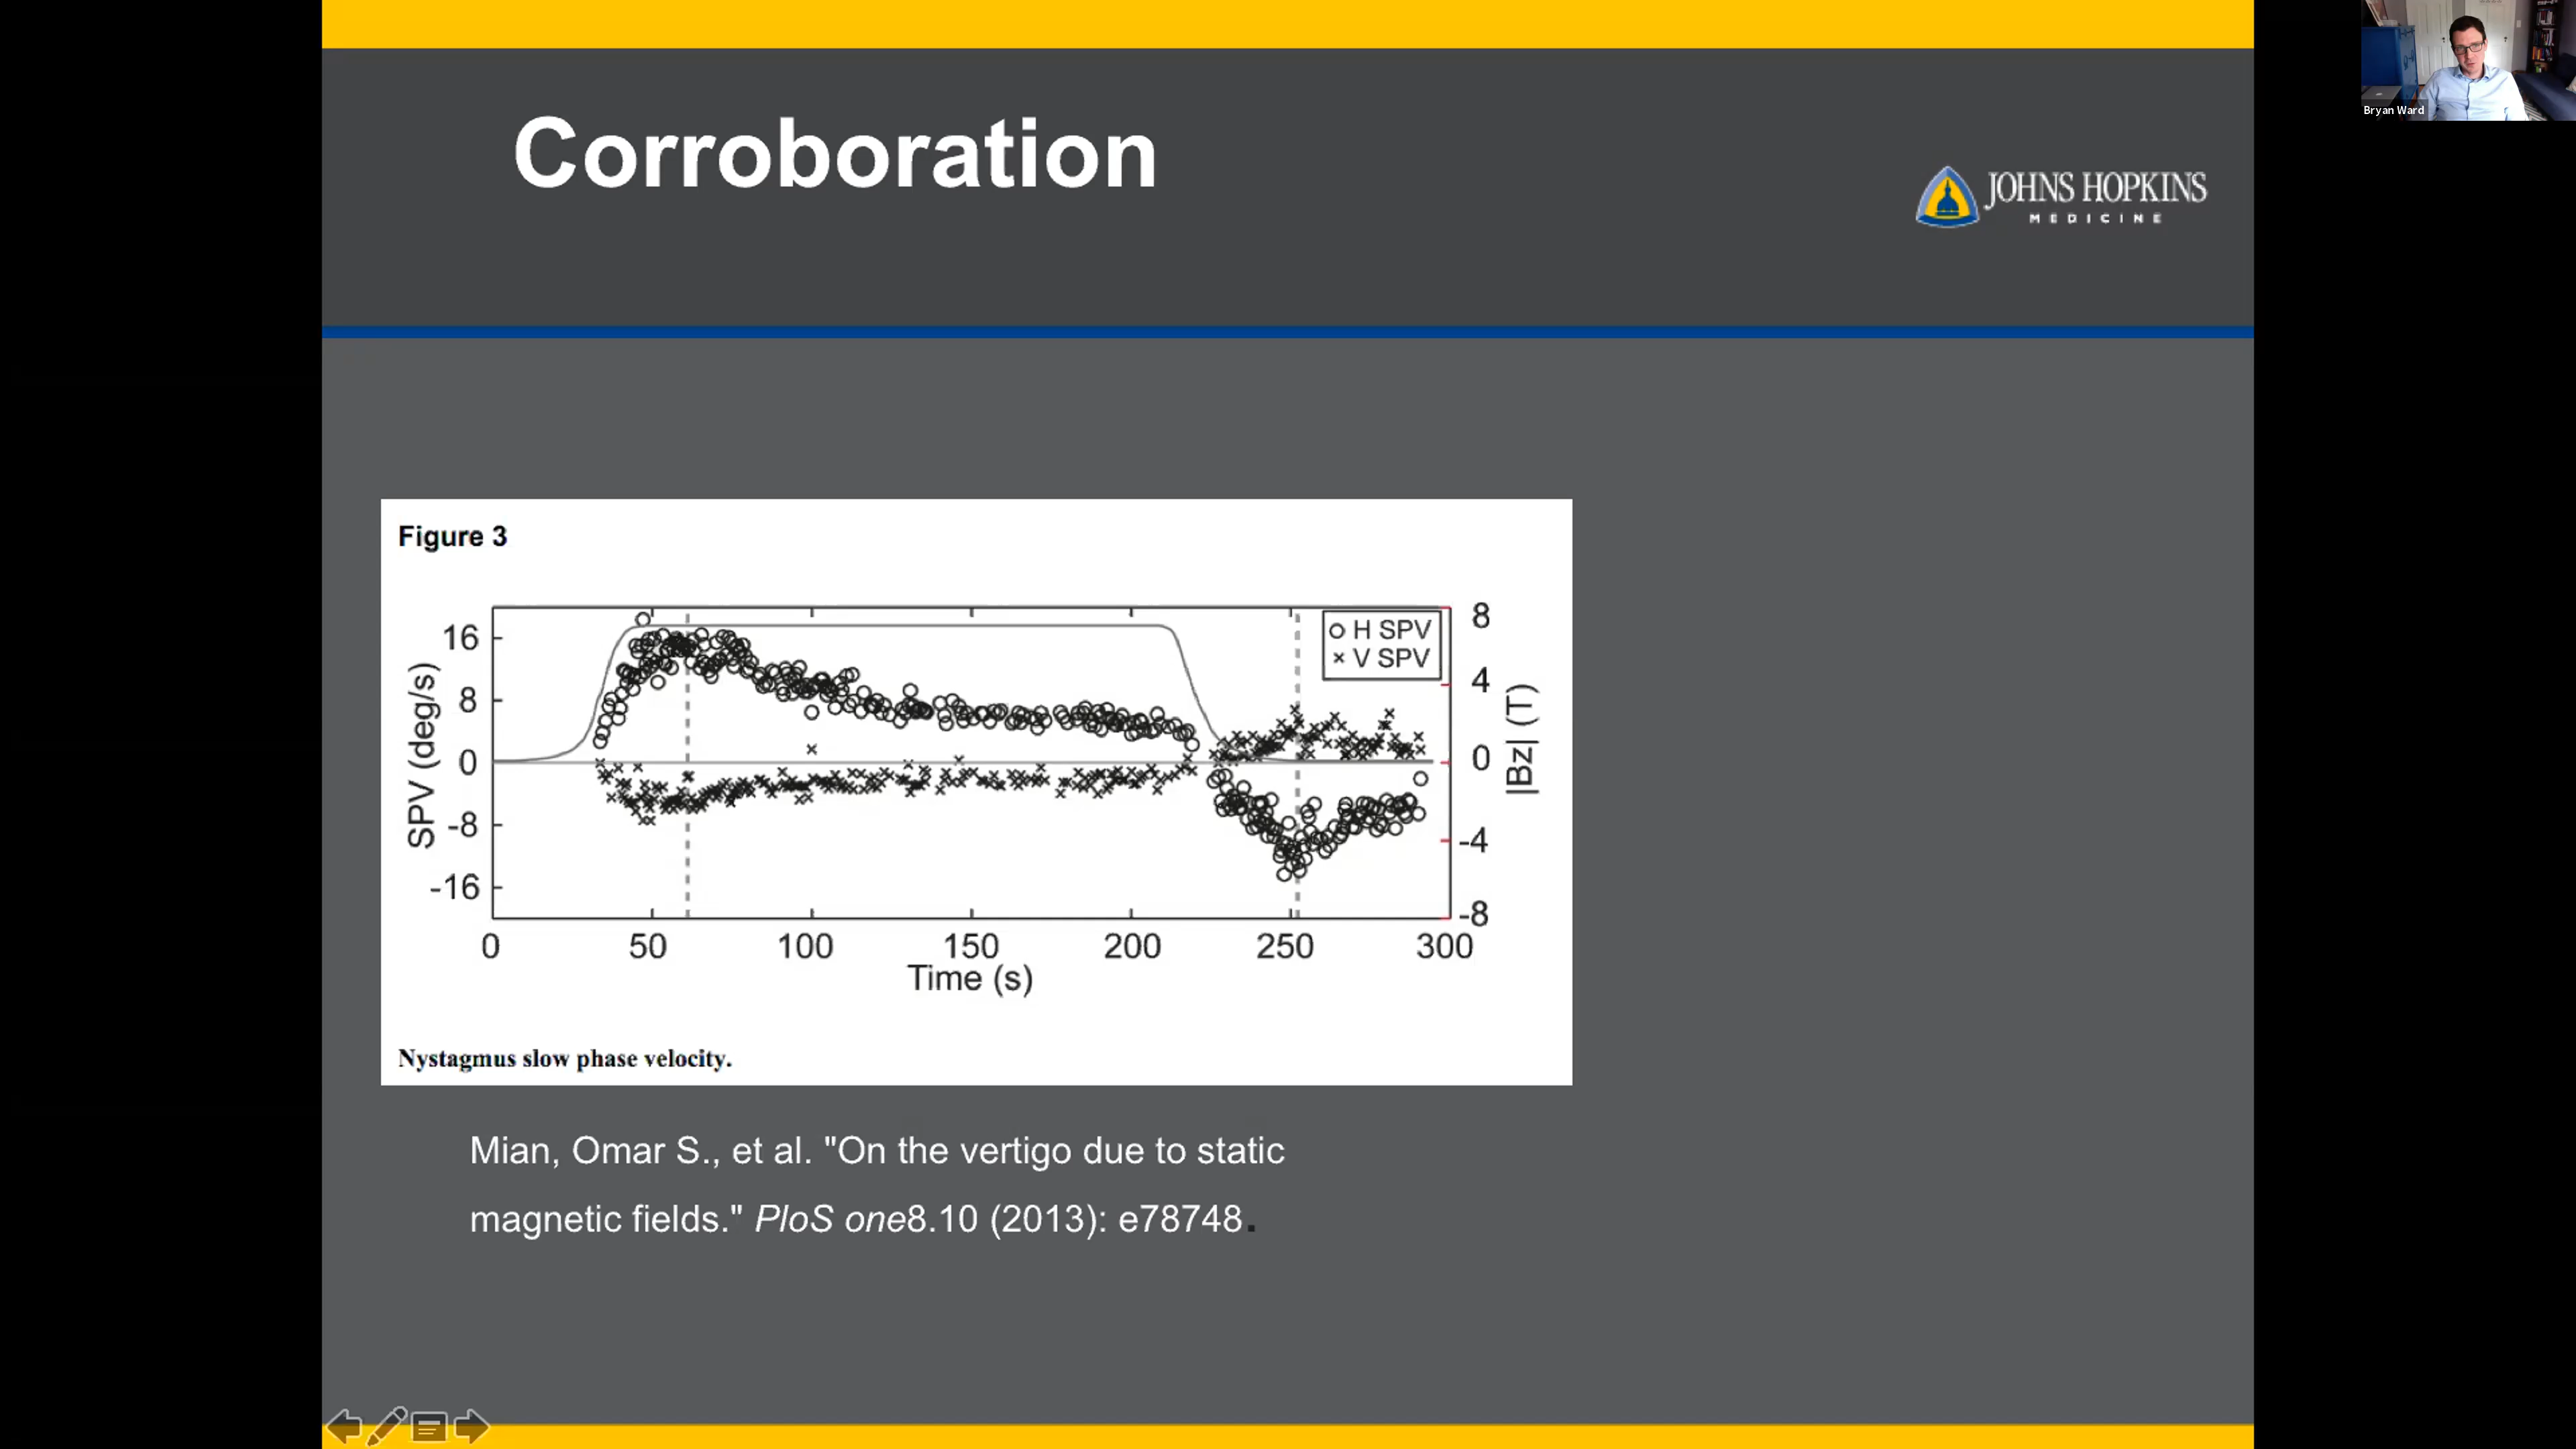 Corroboration
JOHNS HOPKINS
MEDICINE
Bryan Ward
Figure 3
16
8
0
-8
-16
SPV (deg/s)
8
4
0
-4
-8
|Bz| (T)
H SPV
V SPV
0 50 100 150 200 250 300
Time (s)
Nystagmus slow phase velocity.
Mian, Omar S., et al. "On the vertigo due to static
magnetic fields." PloS one8.10 (2013): e78748.